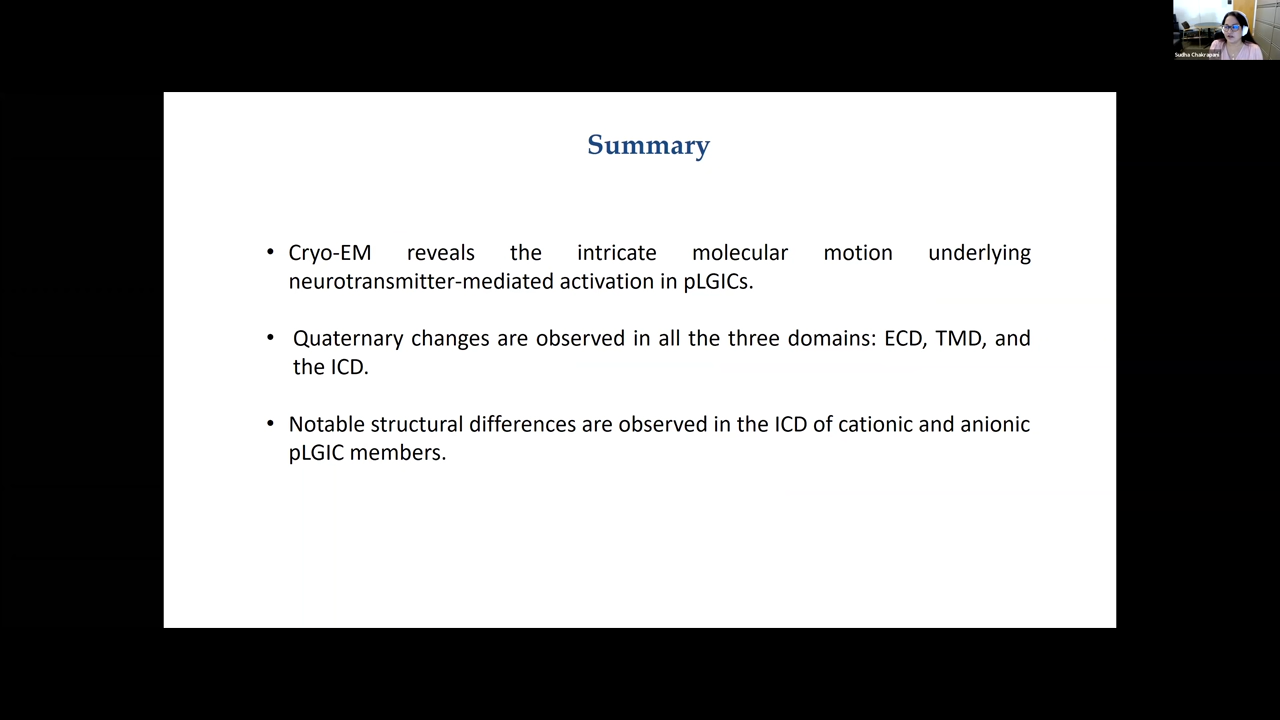 Sudha Chakrapani
Summary
• Cryo-EM reveals the intricate molecular motion underlying
neurotransmitter-mediated activation in pLGICs.
• Quaternary changes are observed in all the three domains: ECD, TMD, and
the ICD.
• Notable structural differences are observed in the ICD of cationic and anionic
pLGIC members.